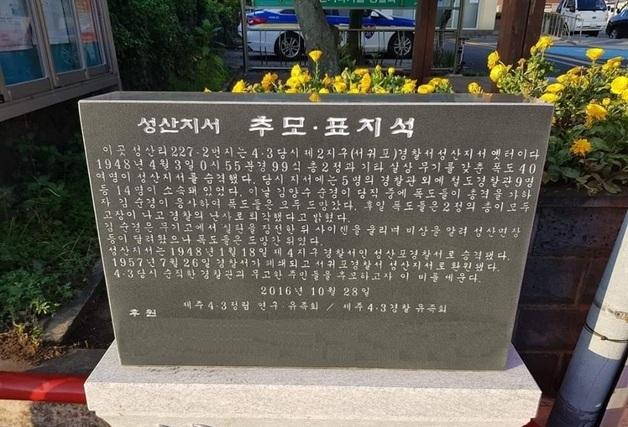 성산지서 추모·표지석
이곳 성산리 227-2번지는 4·3당시 제2지구(서귀포)경찰서 성산지서 옛터이다
1948년 4월 3일 0시 55분경 99식 총2정과 기타 실상 무기를 갖춘 폭도 40
여명이 성산지서를 습격했다. 당시 지서에는 5명의 경찰관 외에 철도경찰관 9명
등 14명이 소속돼있었다. 이날 김양수 순경이 당직 중에 폭도들이 총격을 가하
자 김 순경이 응사하여 폭도들은 모두 도망갔다. 후일 폭도들은 2정의 총이 모두
고장이 나고 경찰의 난사로 퇴각했다고 밝혔다.
김 순경은 무기고에서 실탄을 장전한 뒤 사이렌을 울리며 비상을 알려 성산면장
등이 달려왔으나 폭도들은 도망간 뒤였다.
성산지서는 1948년 11월 18일 제4지구 경찰서인 성산포경찰서로 승격됐다.
1957년 7월 26일 경찰서가 폐쇄되고 서귀포경찰서 성산지서로 환원됐다.
4·3당시 순직한 경찰관과 무고한 주민들을 추모하고자 이 비를 세운다.
2016년 10월 28일
제주4·3정립 연구 유족회 / 제주4·3경찰 유족회
후원